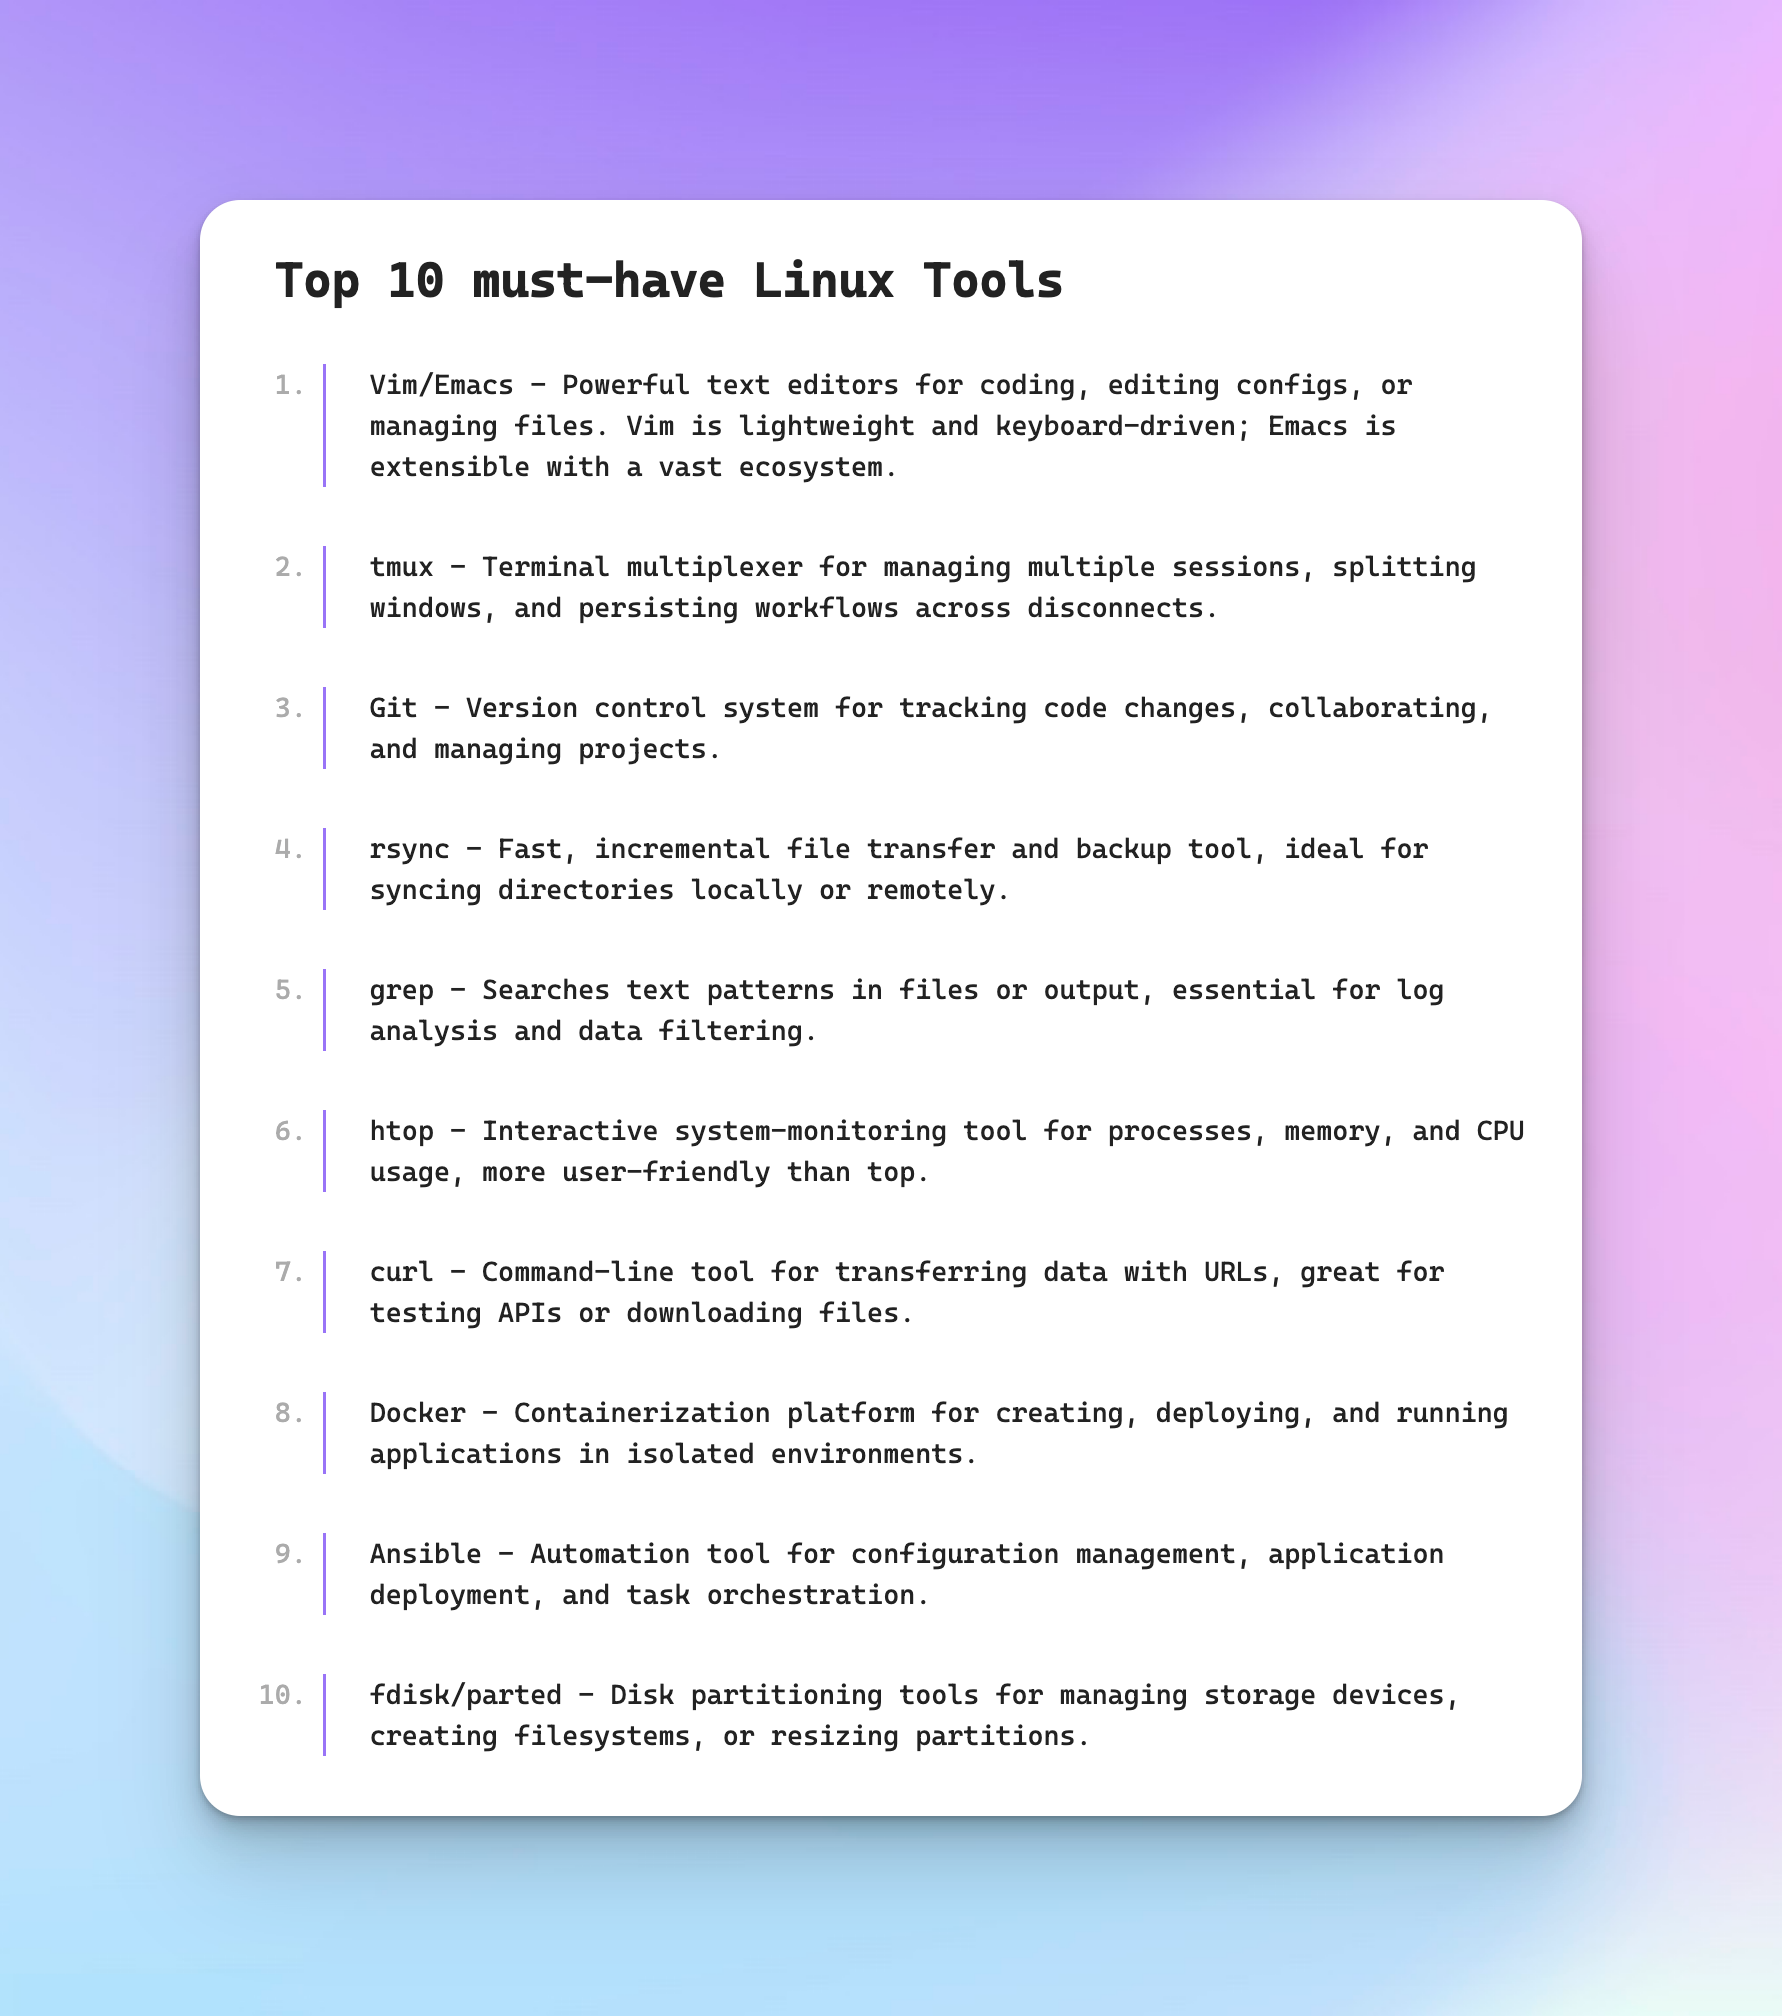 Top 10 must-have Linux Tools
1. Vim/Emacs - Powerful text editors for coding, editing configs, or
managing files. Vim is lightweight and keyboard-driven; Emacs is
extensible with a vast ecosystem.
2. tmux - Terminal multiplexer for managing multiple sessions, splitting
windows, and persisting workflows across disconnects.
3. Git - Version control system for tracking code changes, collaborating,
and managing projects.
4. rsync - Fast, incremental file transfer and backup tool, ideal for
syncing directories locally or remotely.
5. grep - Searches text patterns in files or output, essential for log
analysis and data filtering.
6. htop - Interactive system-monitoring tool for processes, memory, and CPU
usage, more user-friendly than top.
7. curl - Command-line tool for transferring data with URLs, great for
testing APIs or downloading files.
8. Docker - Containerization platform for creating, deploying, and running
applications in isolated environments.
9. Ansible - Automation tool for configuration management, application
deployment, and task orchestration.
10. fdisk/parted - Disk partitioning tools for managing storage devices,
creating filesystems, or resizing partitions.